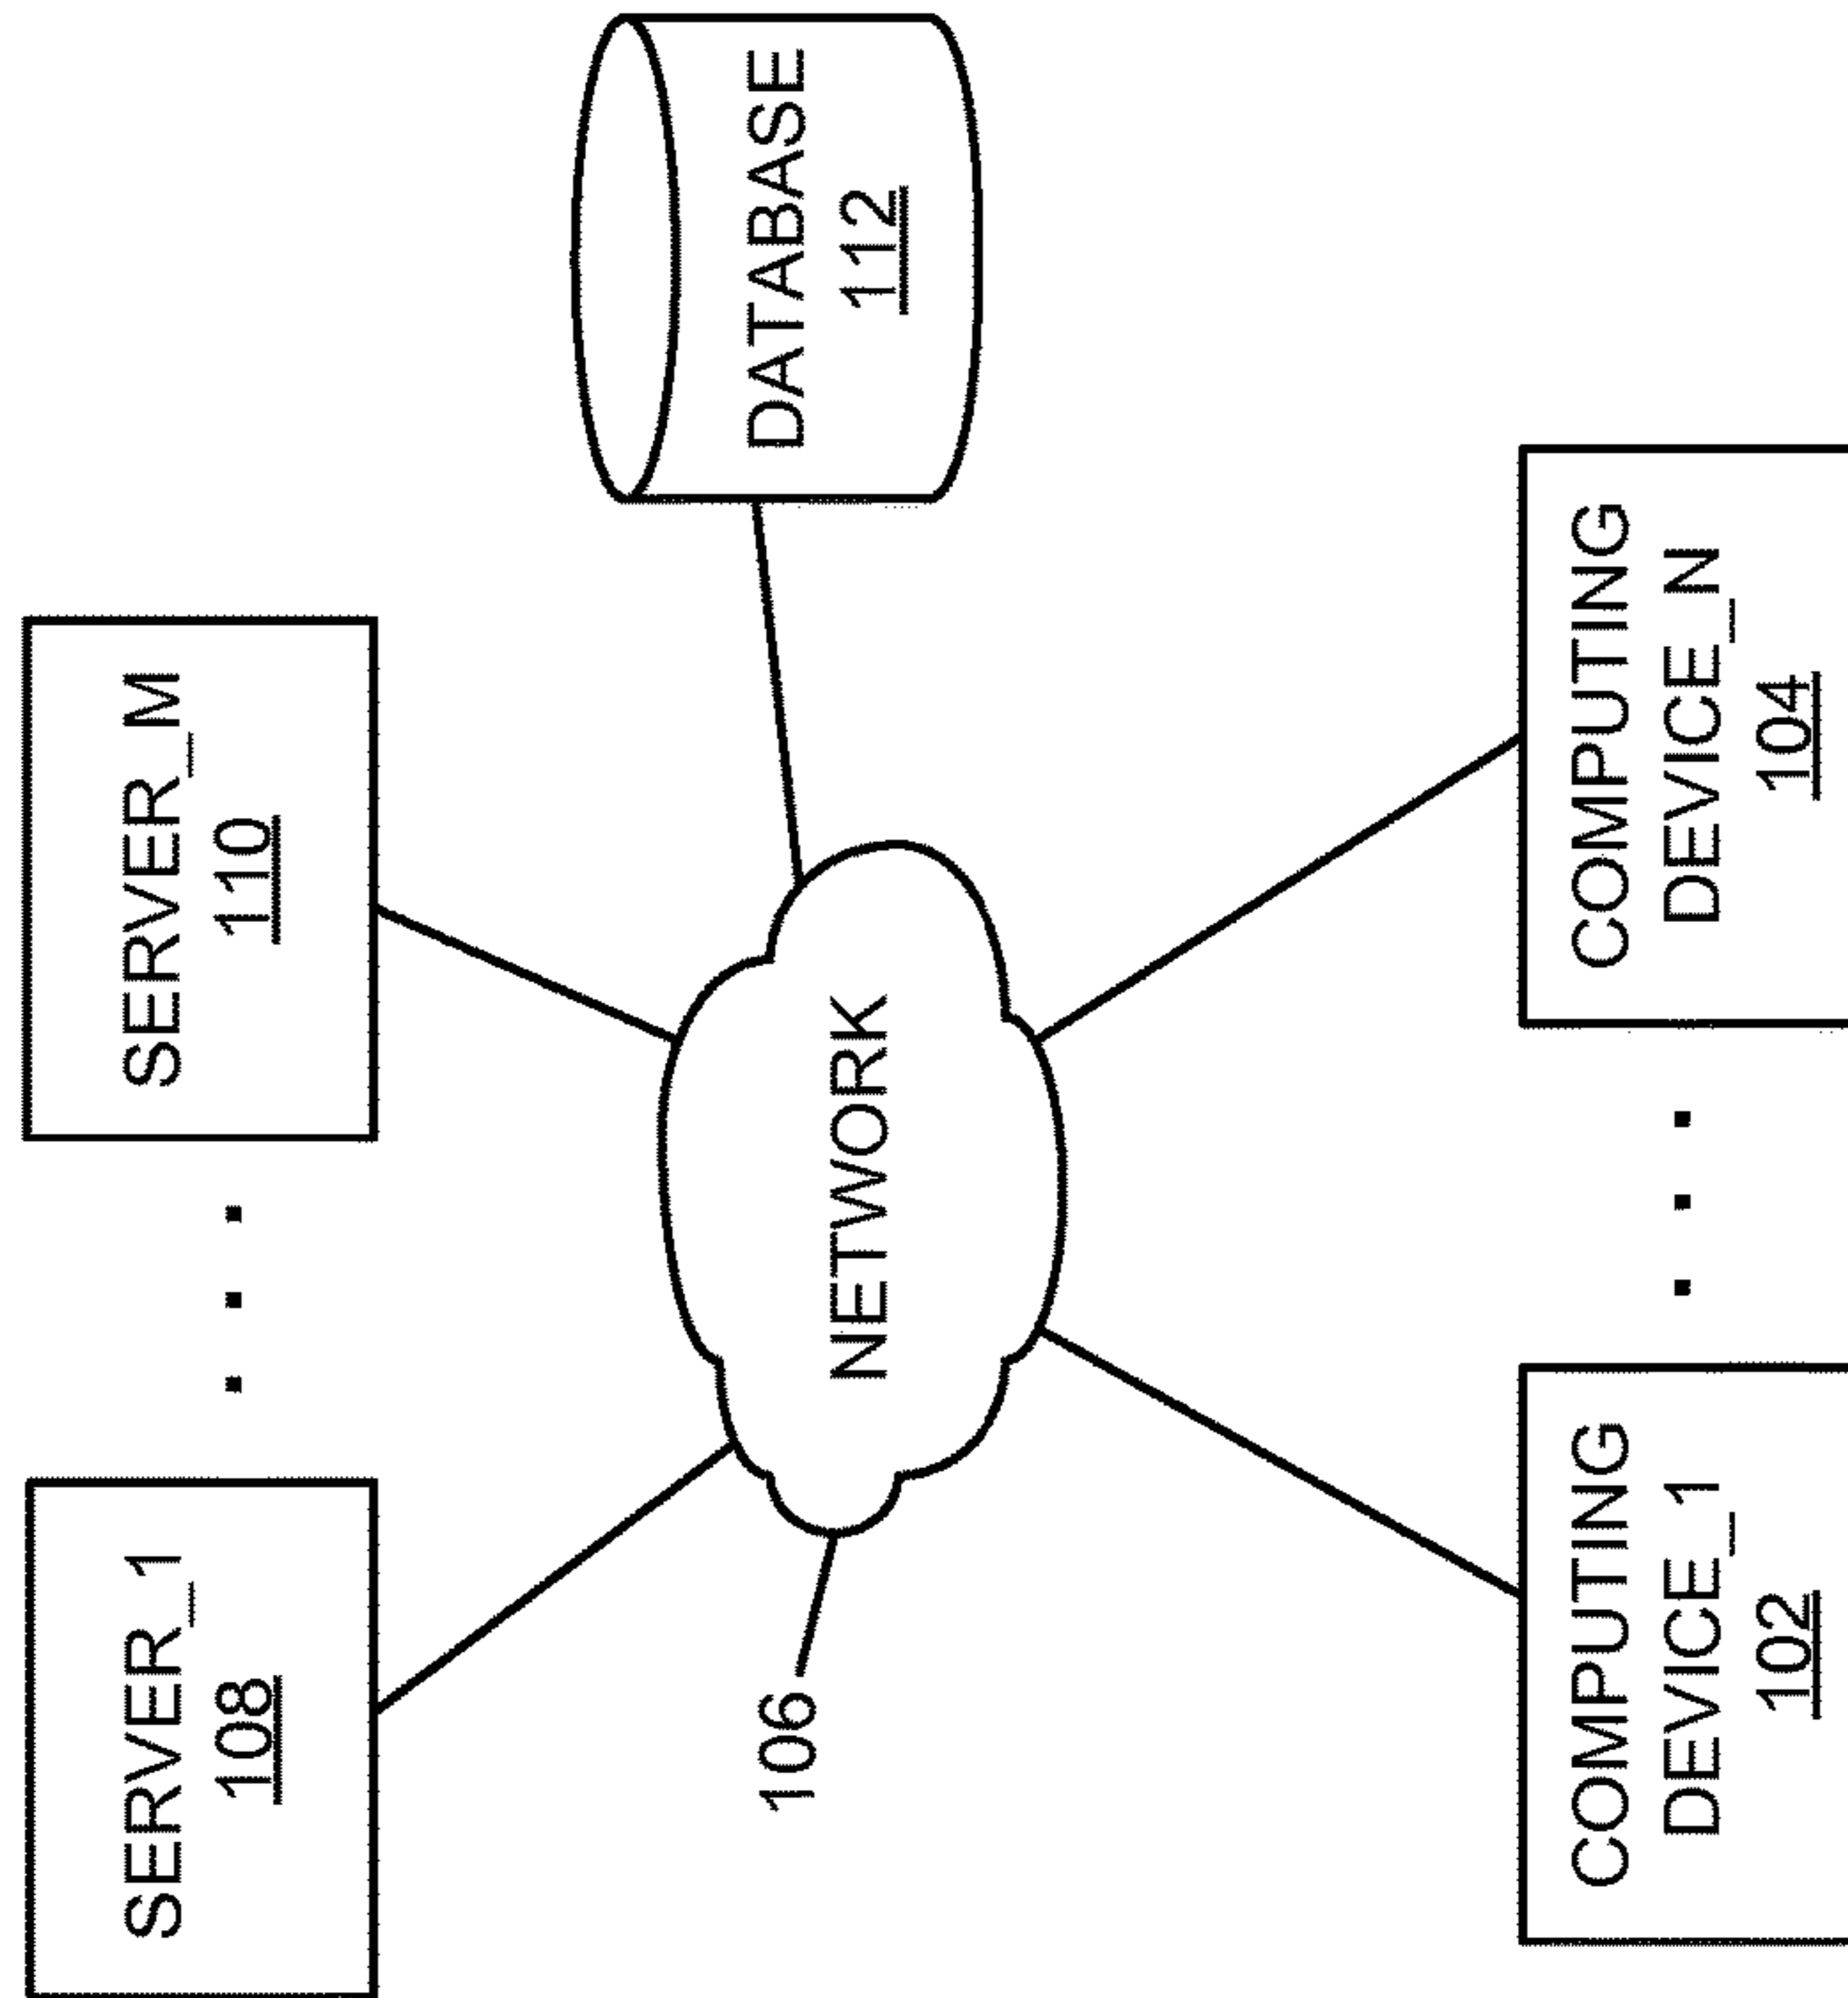 SERVER_1
108
SERVER_M
110
DATABASE
112
NETWORK
106
COMPUTING
DEVICE_1
102
COMPUTING
DEVICE_N
104